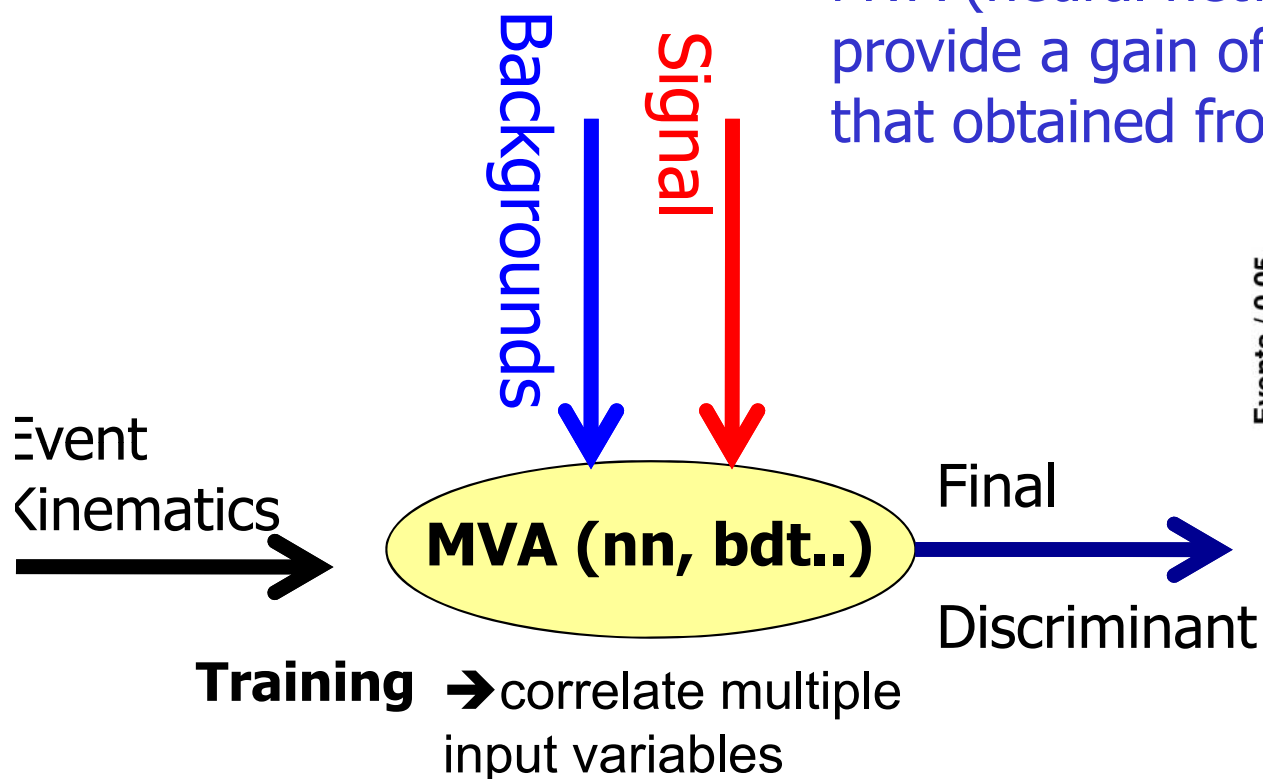 Backgrounds
Signal
provide a gain of
that obtained
Event
Kinematics
MVA (nn, bdt..)
Final
Discriminant
Training ➔correlate multiple
input variables